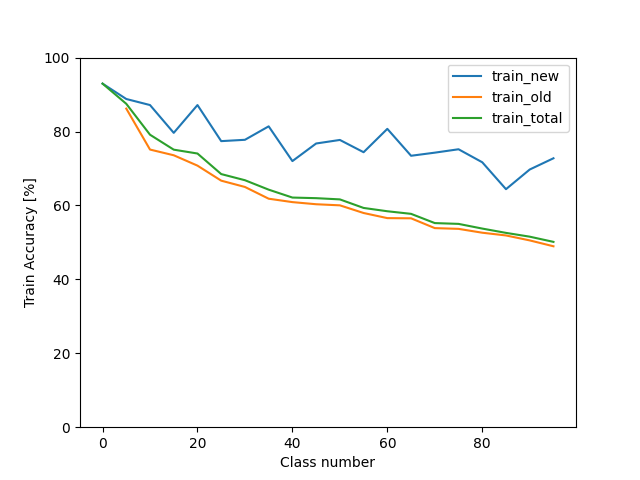 100
80
60
40
20
0
Train Accuracy [%]
train_new
train_old
train_total
0 20 40 60 80
Class number